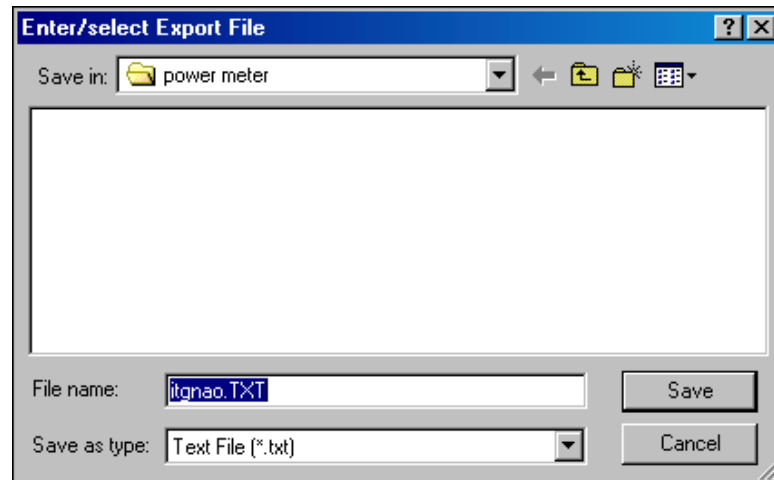 Enter/select Export File
Save in: power meter
File name: itgnao.TXT Save
Save as type: Text File (*.txt) Cancel